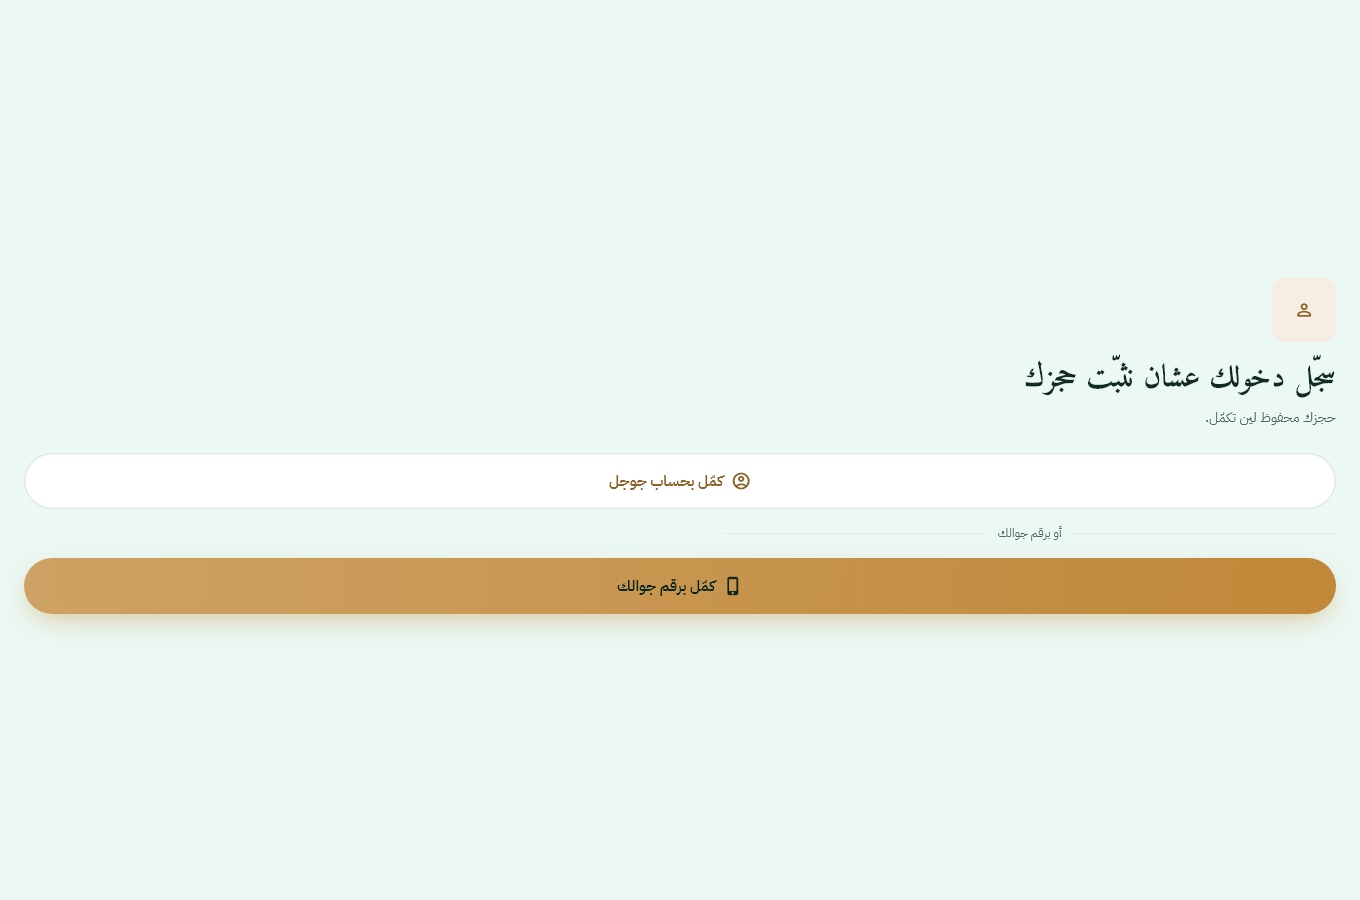 سجّل دخولك عشان نثبّت حجزك
حجزك محفوظ لين تكمّل.
كمّل بحساب جوجل
أو برقم جوالك
كمّل برقم جوالك